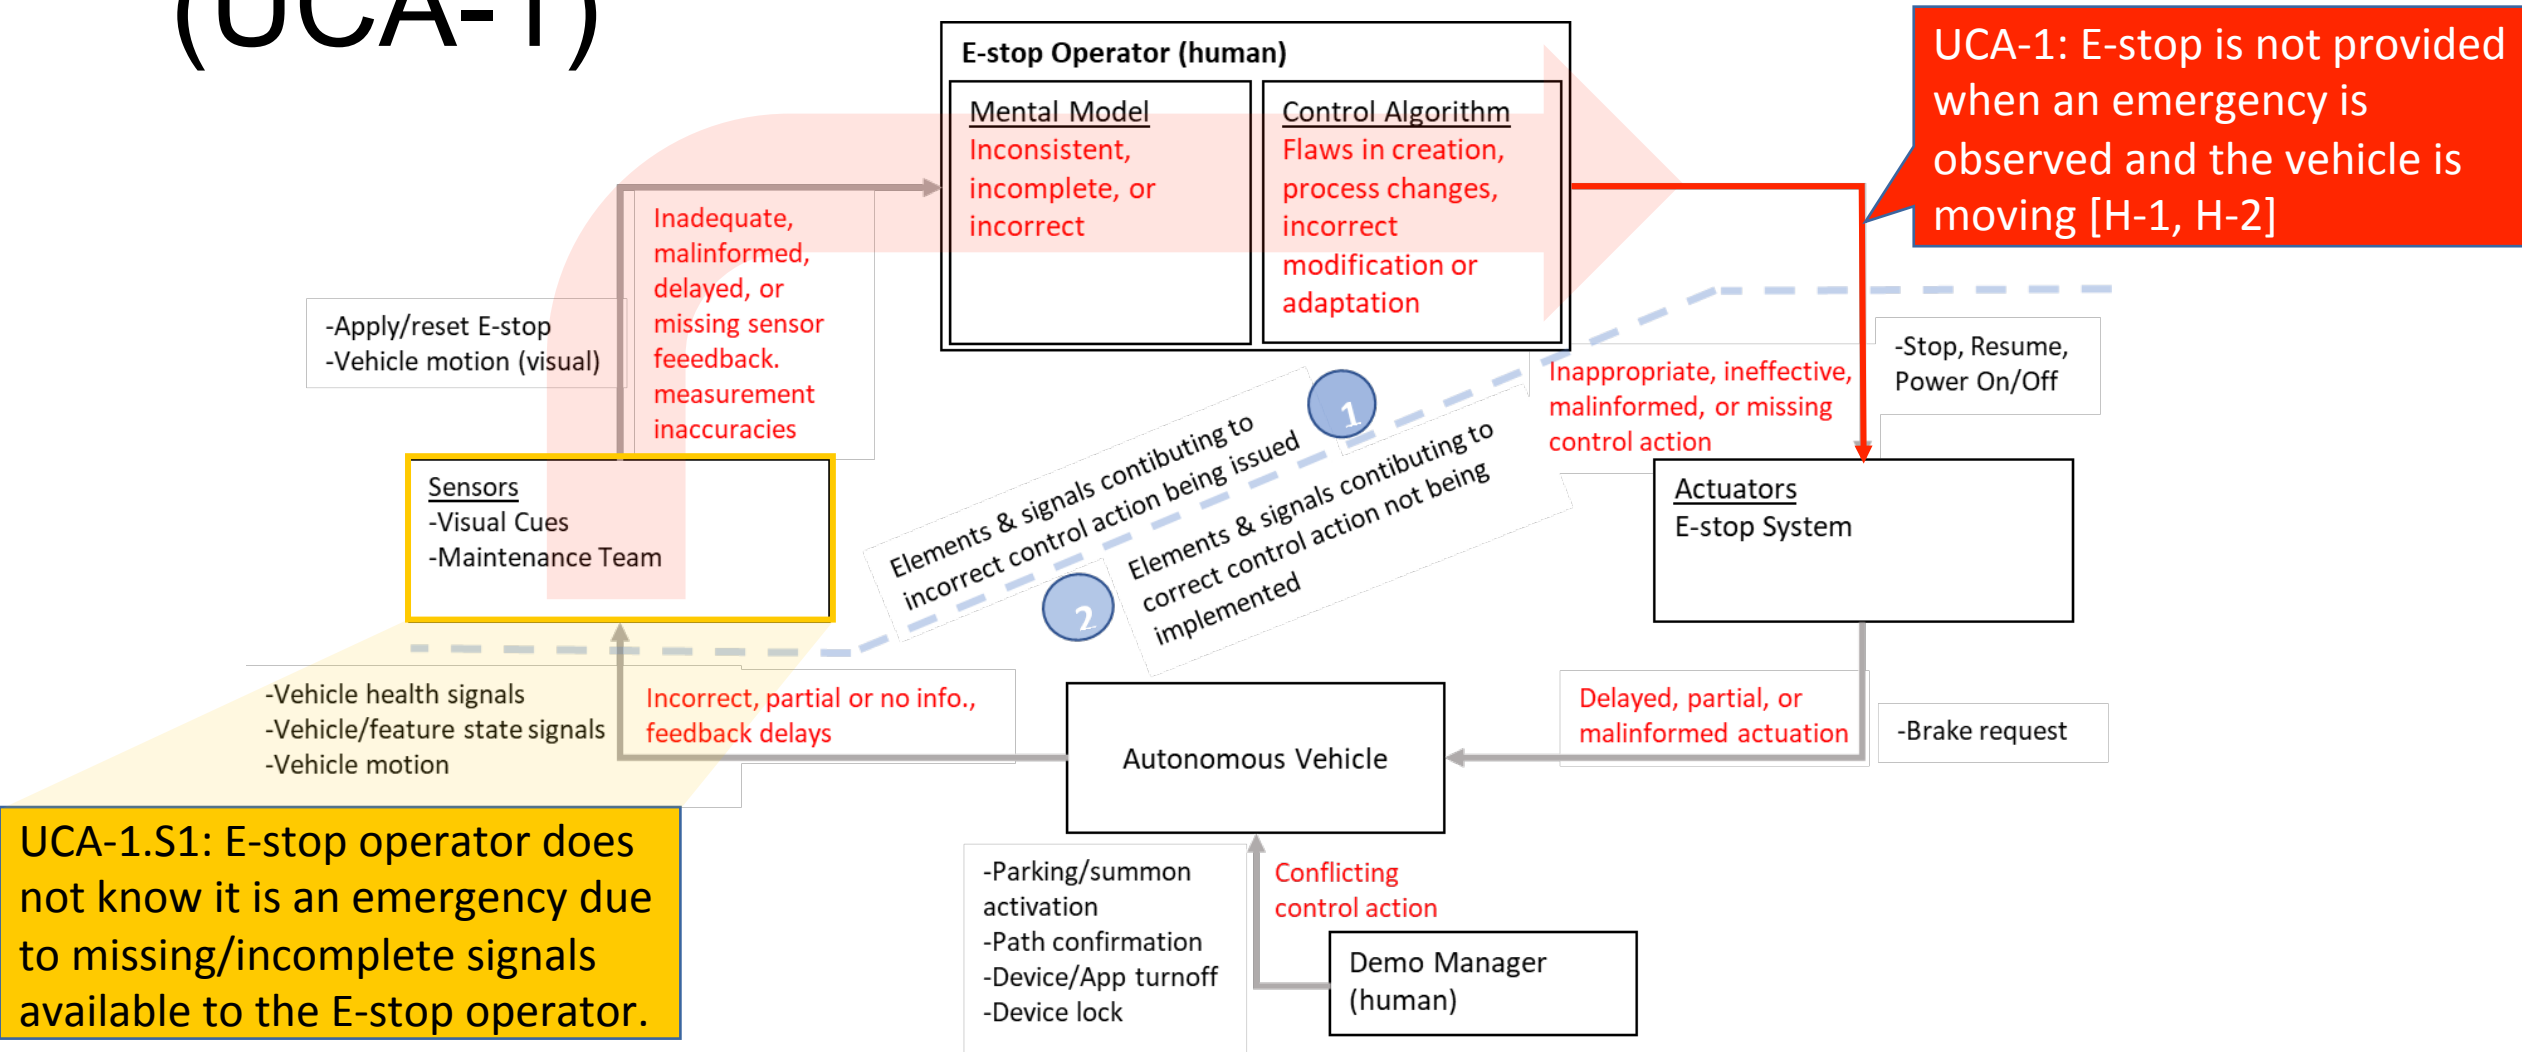 (UCA-1)
E-stop Operator (human)
Mental Model
Inconsistent,
incomplete, or
incorrect
Control Algorithm
Flaws in creation,
process changes,
incorrect
modification or
adaptation
UCA-1: E-stop is not provided
when an emergency is
observed and the vehicle is
moving [H-1, H-2]
Inadequate,
malinformed,
delayed, or
missing sensor
feeedback.
measurement
inaccuracies
-Apply/reset E-stop
-Vehicle motion (visual)
-Stop, Resume,
Power On/Off
Inappropriate, ineffective,
malinformed, or missing
control action
1
Elements & signals contibuting to
incorrect control action being issued
2
Elements & signals contibuting to
correct control action not being
implemented
Sensors
-Visual Cues
-Maintenance Team
Actuators
E-stop System
-Vehicle health signals
-Vehicle/feature state signals
-Vehicle motion
Incorrect, partial or no info.,
feedback delays
Autonomous Vehicle
Delayed, partial, or
malinformed actuation
-Brake request
UCA-1.S1: E-stop operator does
not know it is an emergency due
to missing/incomplete signals
available to the E-stop operator.
-Parking/summon
activation
-Path confirmation
-Device/App turnoff
-Device lock
Conflicting
control action
Demo Manager
(human)